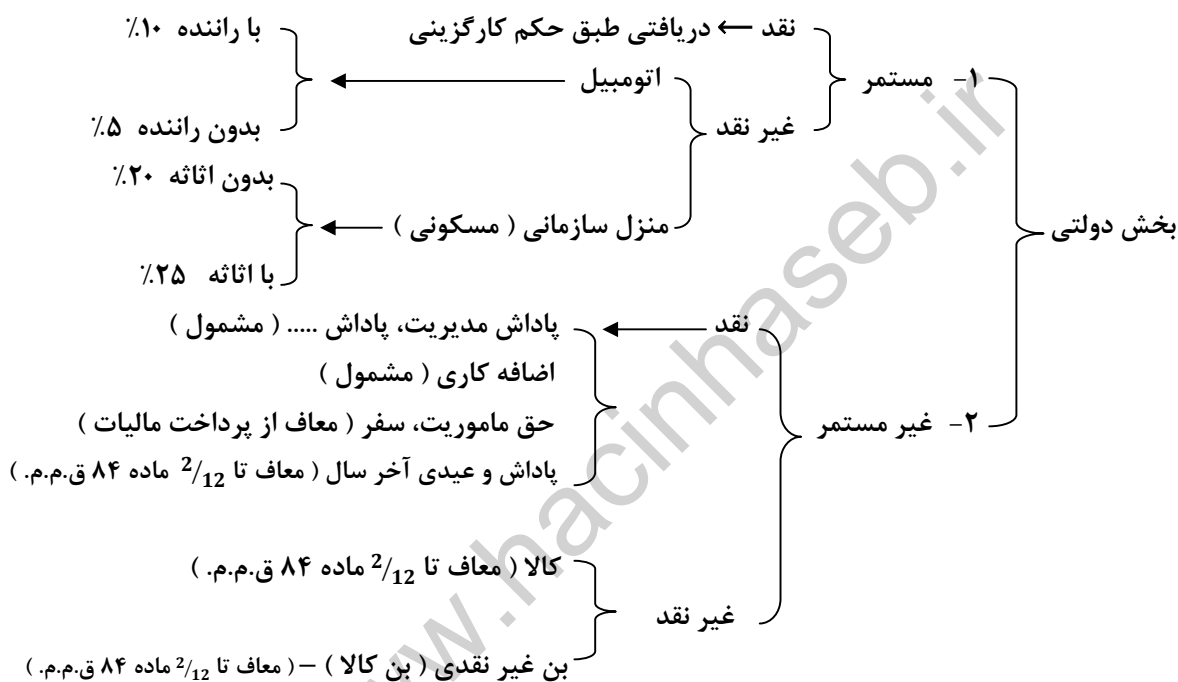 نقد ← دریافتی طبق حکم کارگزینی
با راننده ۱۰٪
۱- مستمر
اتومبیل
غیر نقد
بدون راننده ۵٪
بدون اثاثه ۲۰٪
منزل سازمانی ( مسکونی )
بخش دولتی
با اثاثه ۲۵٪
نقد
پاداش مدیریت، پاداش ..... ( مشمول )
اضافه کاری ( مشمول )
۲- غیر مستمر
حق ماموریت، سفر ( معاف از پرداخت مالیات )
پاداش و عیدی آخر سال ( معاف تا 2/12 ماده ۸۴ ق.م.م. )
کالا ( معاف تا 2/12 ماده ۸۴ ق.م.م. )
غیر نقد
بن غیر نقدی ( بن کالا ) – ( معاف تا 2/12 ماده ۸۴ ق.م.م. )
www.hacinhaseb.ir